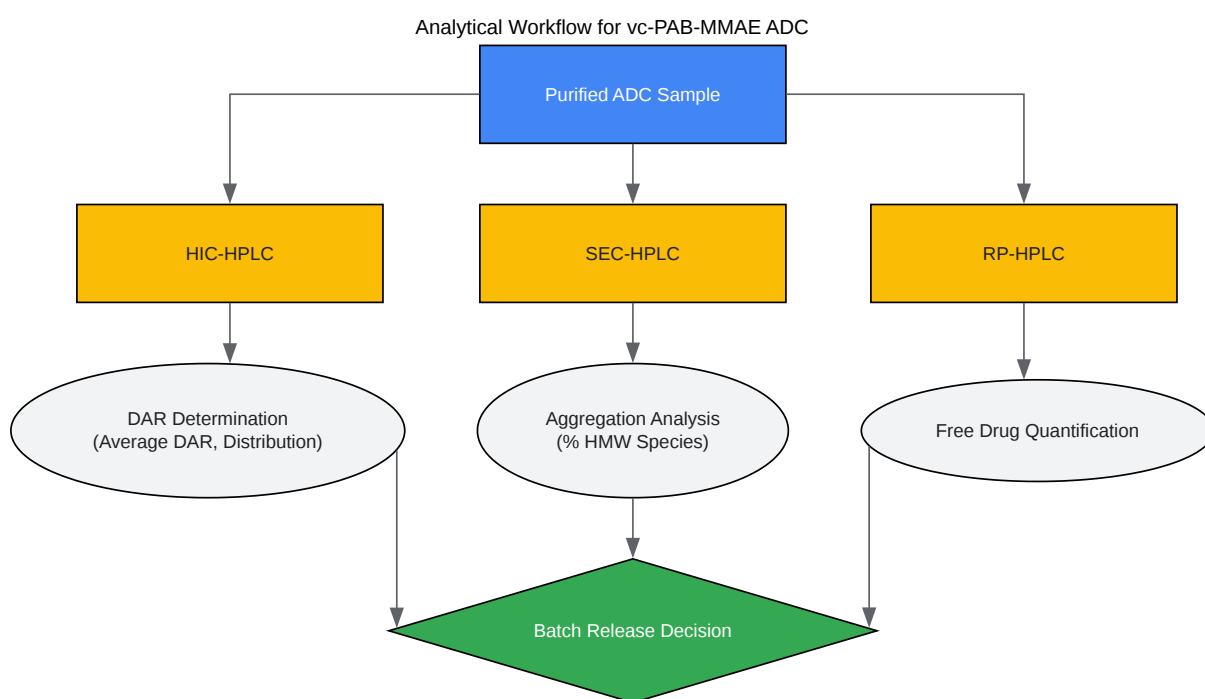 Analytical Workflow for vc-PAB-MMAE ADC
Purified ADC Sample
HIC-HPLC
SEC-HPLC
RP-HPLC
DAR Determination
(Average DAR, Distribution)
Aggregation Analysis
(% HMW Species)
Free Drug Quantification
Batch Release Decision